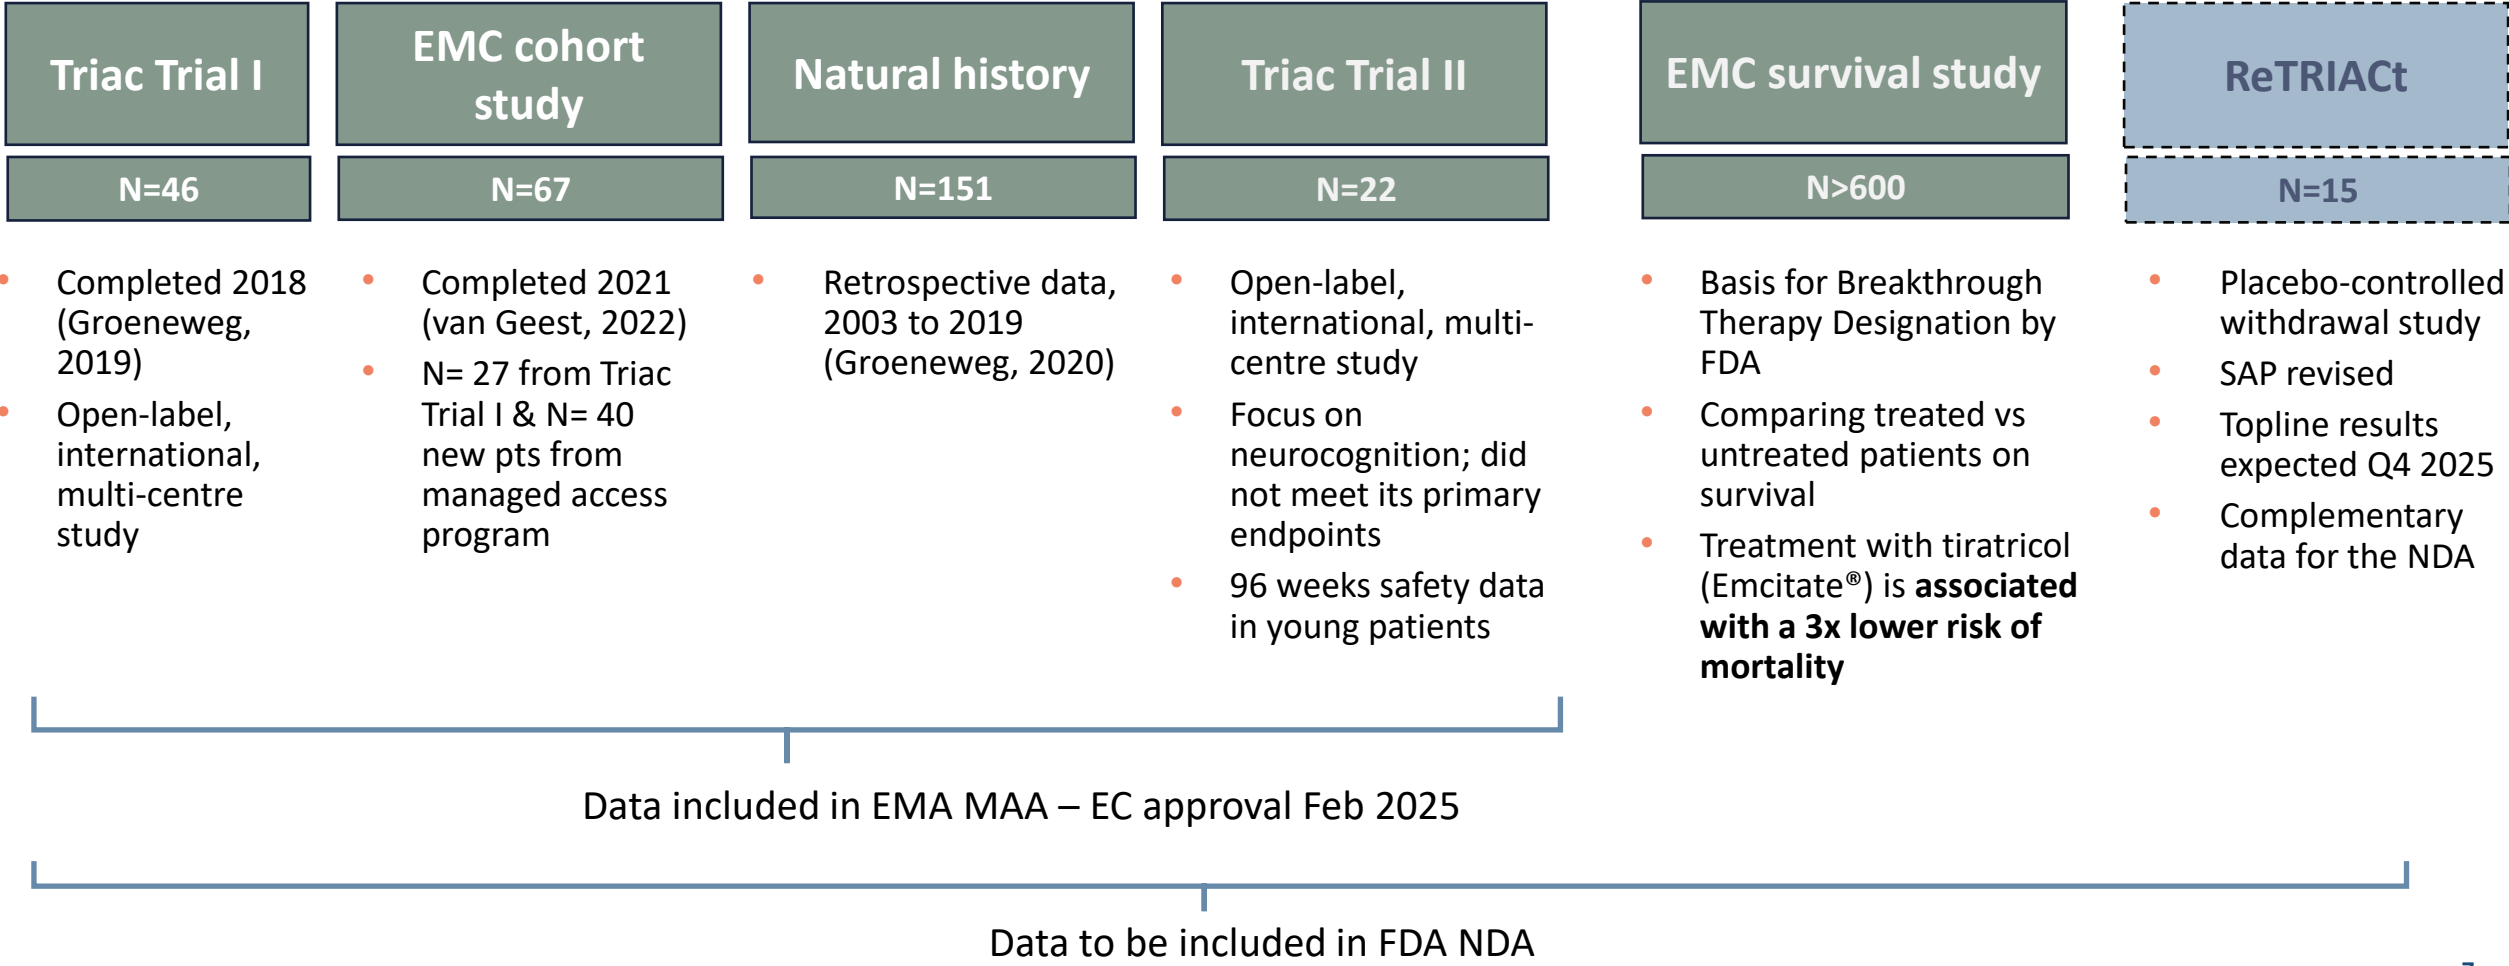 Triac Trial I
N=46
• Completed 2018
(Groeneweg,
2019)
• Open-label,
international,
multi-centre
study
EMC cohort
study
N=67
• Completed 2021
(van Geest, 2022)
• N= 27 from Triac
Trial I & N= 40
new pts from
managed access
program
Natural history
N=151
• Retrospective data,
2003 to 2019
(Groeneweg, 2020)
Triac Trial II
N=22
• Open-label,
international, multi-
centre study
• Focus on
neurocognition; did
not meet its primary
endpoints
• 96 weeks safety data
in young patients
EMC survival study
N>600
• Basis for Breakthrough
Therapy Designation by
FDA
• Comparing treated vs
untreated patients on
survival
• Treatment with tiratricol
(Emcitate®) is associated
with a 3x lower risk of
mortality
ReTRIACt
N=15
• Placebo-controlled
withdrawal study
• SAP revised
• Topline results
expected Q4 2025
• Complementary
data for the NDA
Data included in EMA MAA – EC approval Feb 2025
Data to be included in FDA NDA